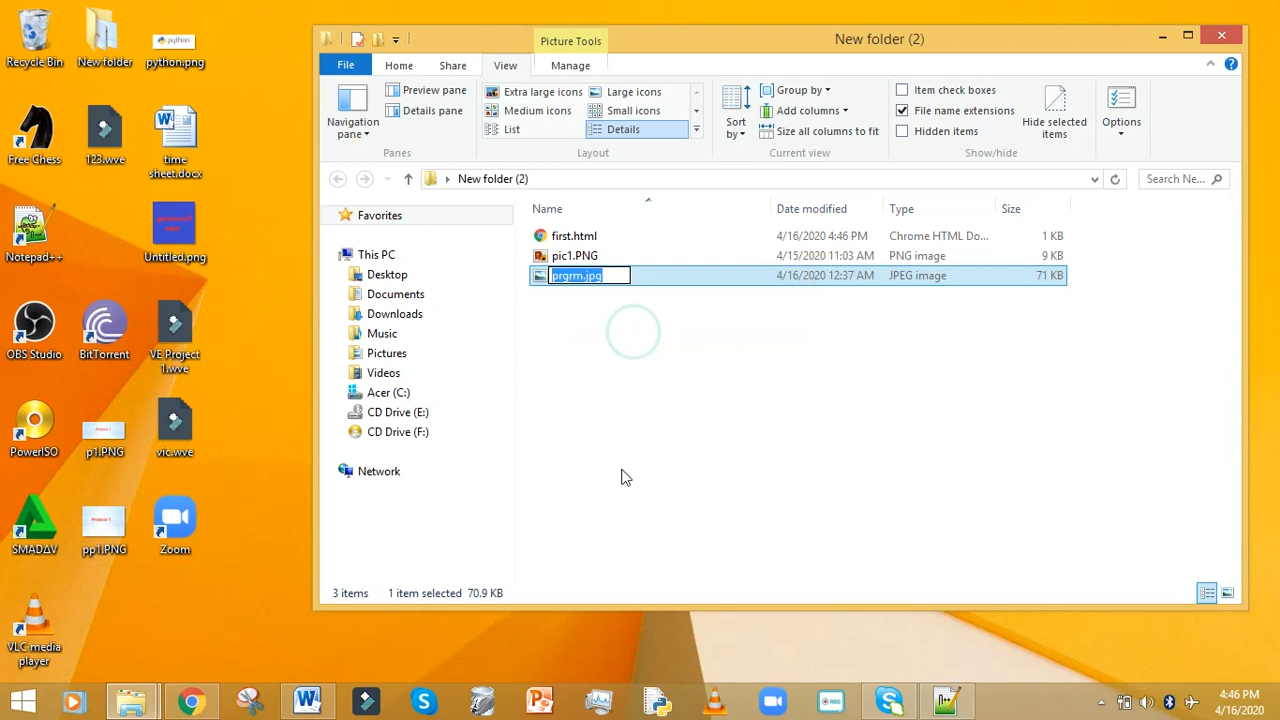 Recycle Bin
New folder
python
python.png
Free Chess
123.wve
time
sheet.docx
Notepad++
Untitled.png
OBS Studio
BitTorrent
VE Project
1.wve
PowerISO
p1.PNG
vic.wve
SMADΔV
pp1.PNG
Zoom
VLC media
player
Picture Tools
New folder (2)
File
Home
Share
View
Manage
Navigation
pane
Preview pane
Details pane
Panes
Extra large icons
Large icons
Medium icons
Small icons
List
Details
Layout
Sort
by
Group by
Add columns
Size all columns to fit
Current view
Item check boxes
File name extensions
Hidden items
Hide selected
items
Show/hide
Options
New folder (2)
Search Ne...
Favorites
This PC
Desktop
Documents
Downloads
Music
Pictures
Videos
Acer (C:)
CD Drive (E:)
CD Drive (F:)
Network
Name Date modified Type Size
first.html 4/16/2020 4:46 PM Chrome HTML Do... 1 KB
pic1.PNG 4/15/2020 11:03 AM PNG image 9 KB
prgrm.jpg 4/16/2020 12:37 AM JPEG image 71 KB
3 items 1 item selected 70.9 KB
REC
4:46 PM
4/16/2020